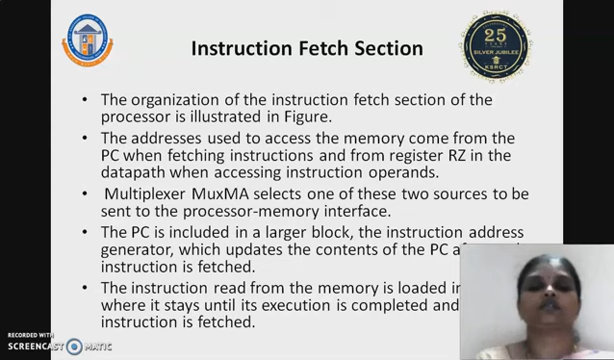 25
YEARS
SILVER JUBILEE
KSRCT
Instruction Fetch Section
• The organization of the instruction fetch section of the
processor is illustrated in Figure.
• The addresses used to access the memory come from the
PC when fetching instructions and from register RZ in the
datapath when accessing instruction operands.
• Multiplexer MuxMA selects one of these two sources to be
sent to the processor-memory interface.
• The PC is included in a larger block, the instruction address
generator, which updates the contents of the PC
instruction is fetched.
• The instruction read from the memory is loaded
where it stays until its execution is completed and
instruction is fetched.
RECORDED WITH
SCREENCAST MATIC